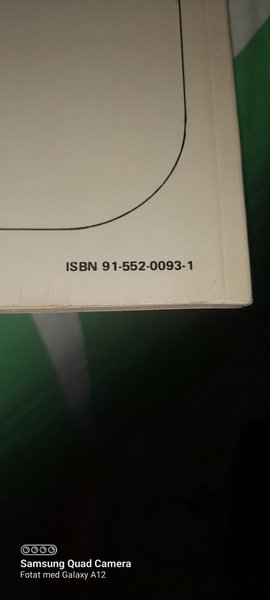 ISBN 91-552-0093-1
Samsung Quad Camera
Fotat med Galaxy A12